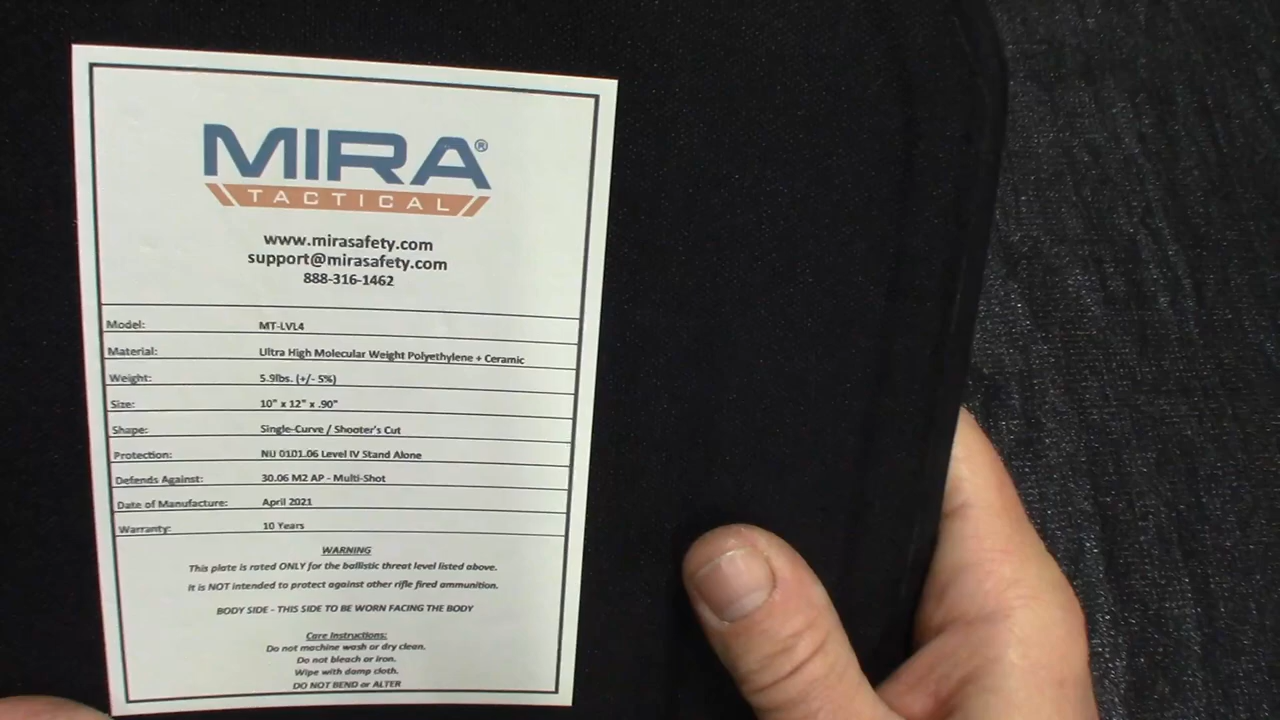 MIRA®
TACTICAL
www.mirasafety.com
support@mirasafety.com
888-316-1462
Model: MT-LVL4
Material: Ultra High Molecular Weight Polyethylene + Ceramic
Weight: 5.9lbs. (+/- 5%)
Size: 10" x 12" x .90"
Shape: Single-Curve / Shooter's Cut
Protection: NIJ 0101.06 Level IV Stand Alone
Defends Against: 30.06 M2 AP - Multi-Shot
Date of Manufacture: April 2021
Warranty: 10 Years
WARNING
This plate is rated ONLY for the ballistic threat level listed above.
It is NOT intended to protect against other rifle fired ammunition.
BODY SIDE - THIS SIDE TO BE WORN FACING THE BODY
Care Instructions:
Do not machine wash or dry clean.
Do not bleach or iron.
Wipe with damp cloth.
DO NOT BEND or ALTER